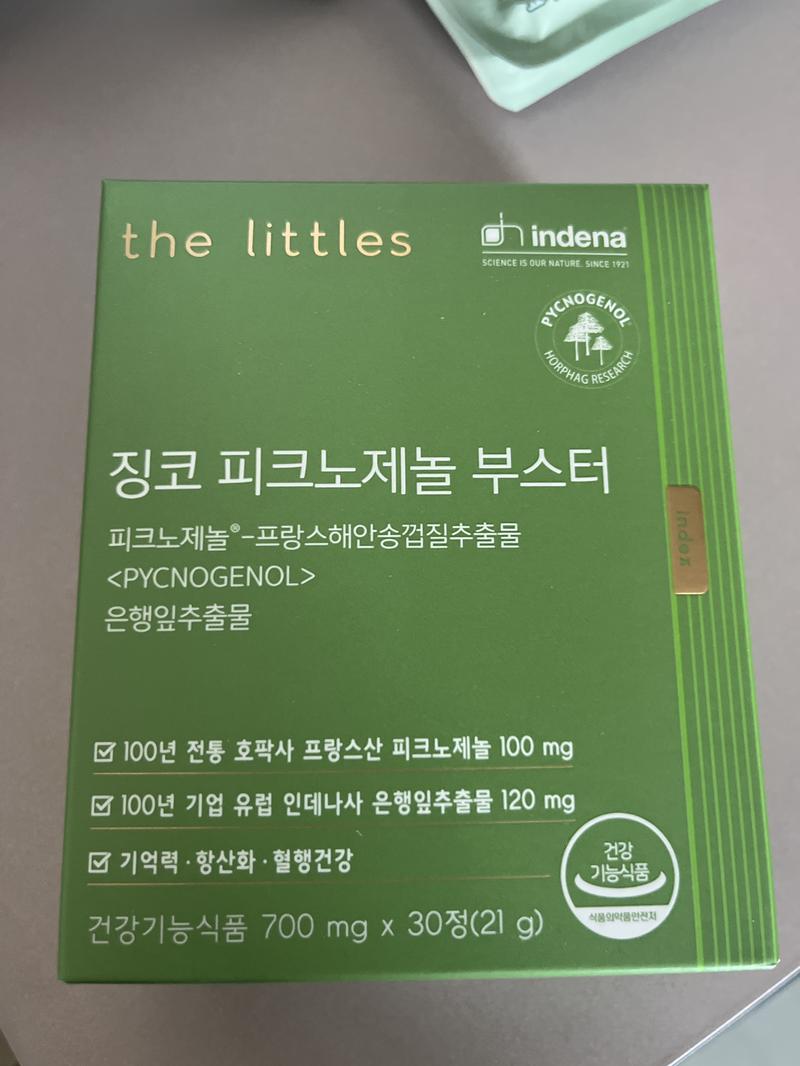 the littles
indena
SCIENCE IS OUR NATURE. SINCE 1921
PYCNOGENOL®
HORPHAG RESEARCH
징코 피크노제놀 부스터
피크노제놀®-프랑스해안송껍질추출물
<PYCNOGENOL>
은행잎추출물
index
100년 전통 호팍사 프랑스산 피크노제놀 100 mg
100년 기업 유럽 인데나사 은행잎추출물 120 mg
기억력·항산화·혈행건강
건강
기능식품
식품의약품안전처
건강기능식품 700 mg x 30정(21 g)